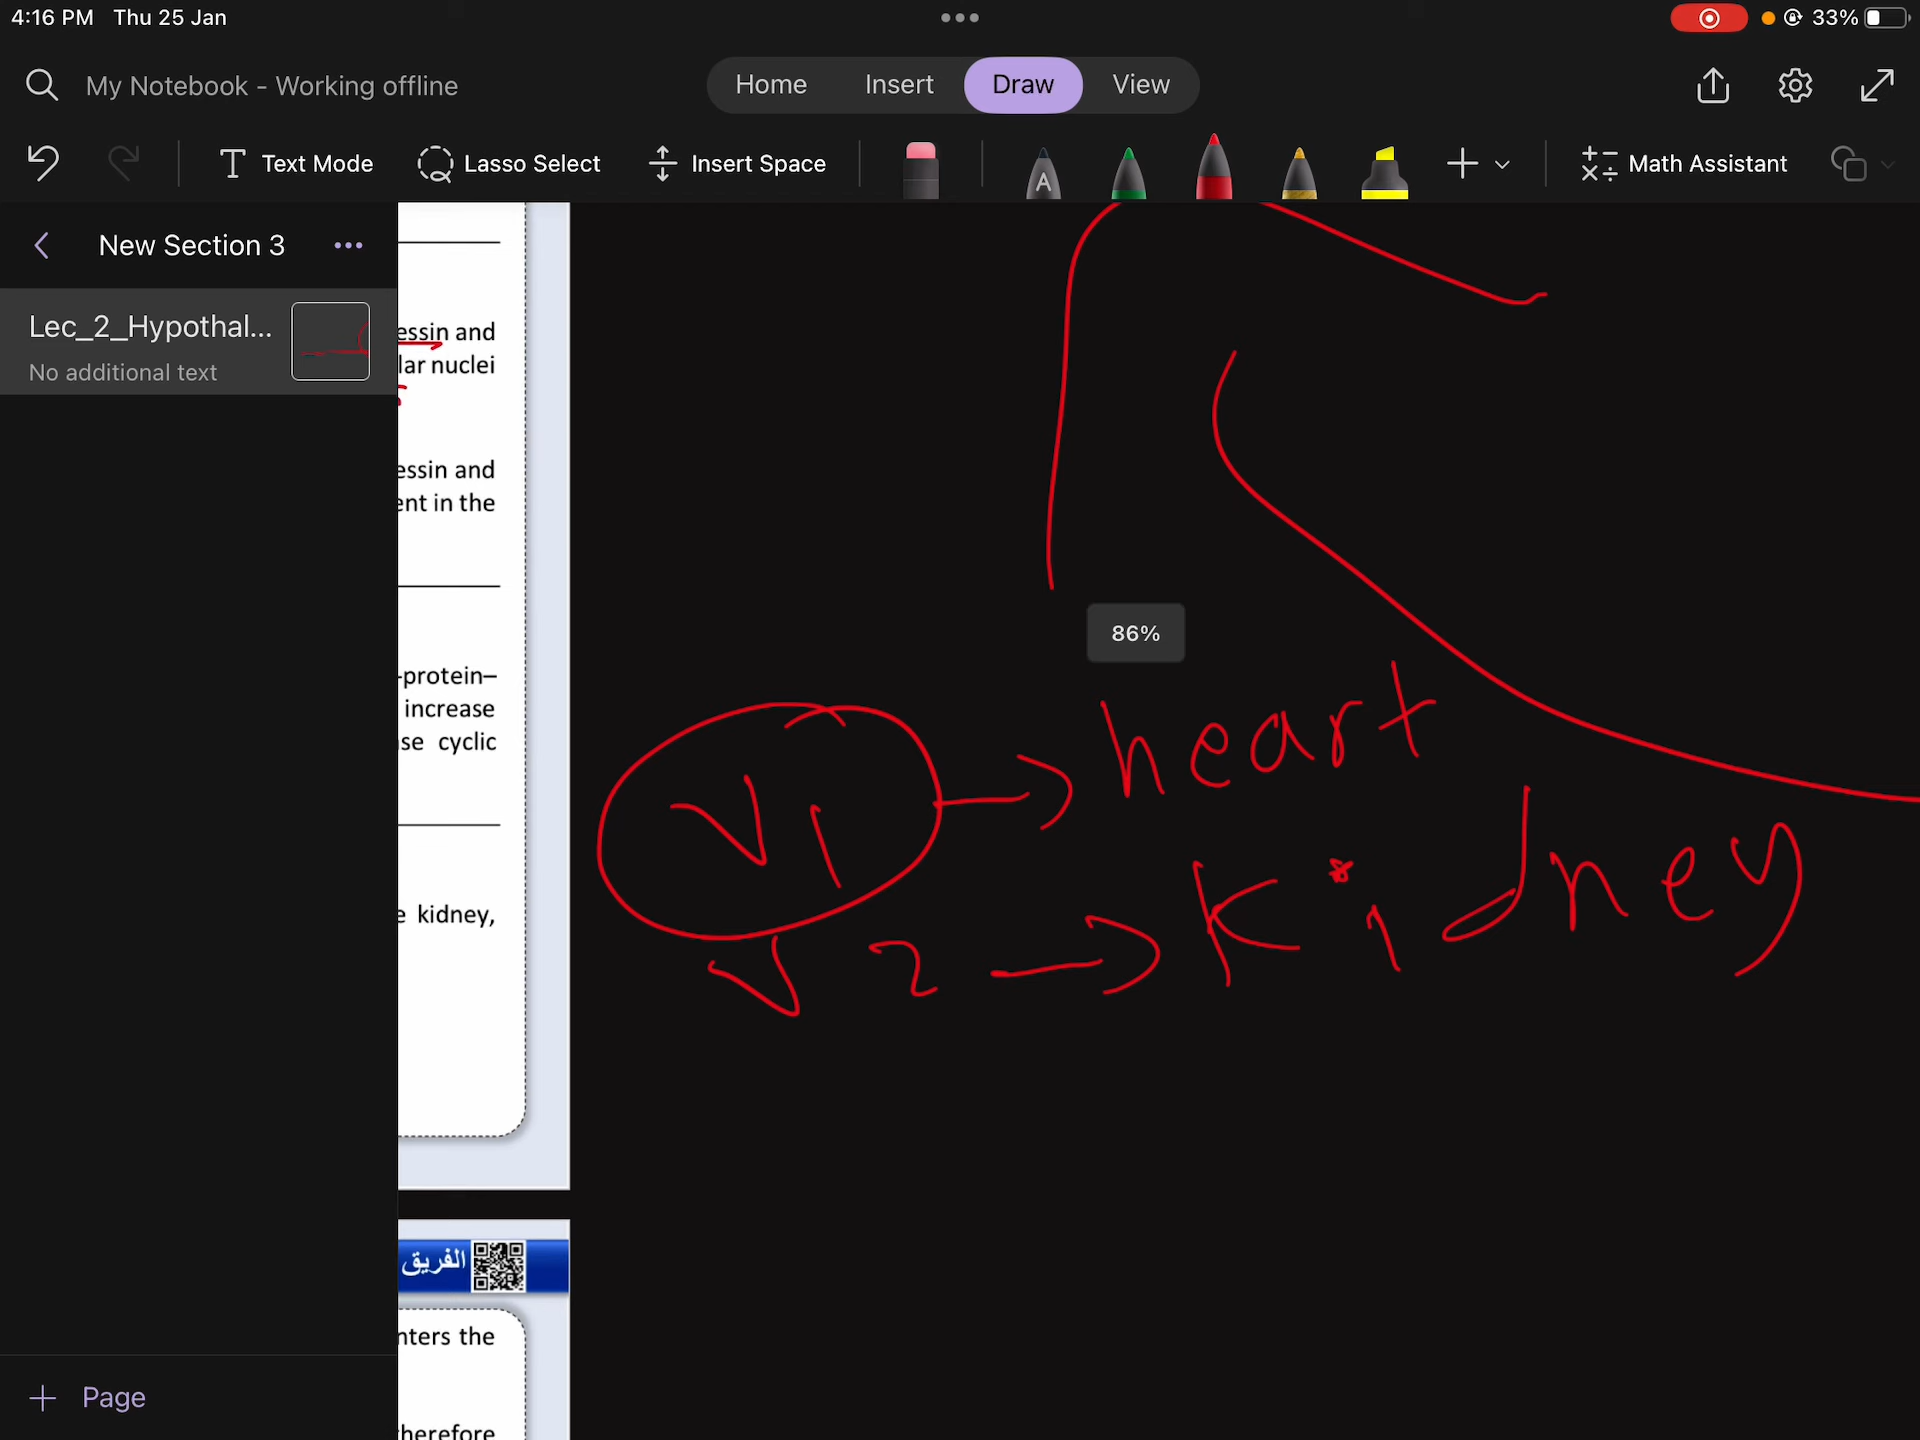 4:16 PM Thu 25 Jan
33%
My Notebook - Working offline
Home Insert Draw View
Text Mode Lasso Select Insert Space A Math Assistant
New Section 3
Lec_2_Hypothal...
No additional text
essin and
lar nuclei
essin and
ent in the
-protein–
increase
se cyclic
e kidney,
الفريق
nters the
herefore
86%
V1 → heart
V2 → Kidney
Page